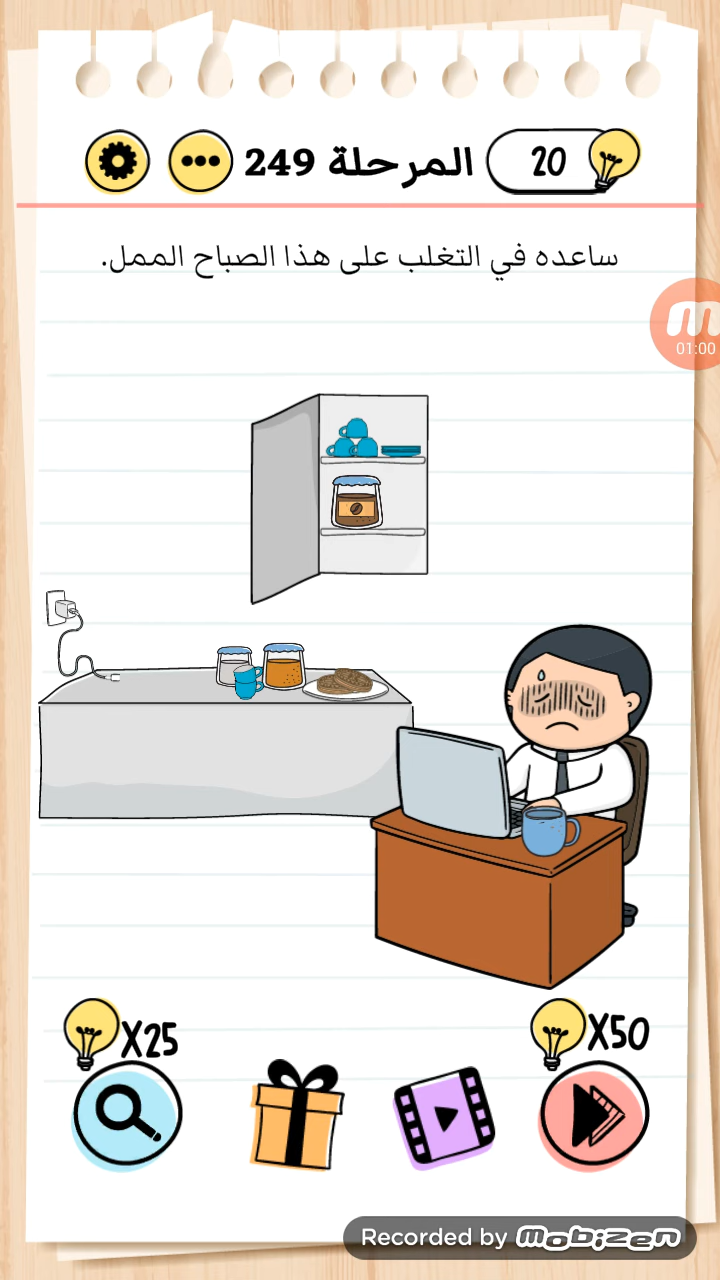 المرحلة 249
20
ساعده في التغلب على هذا الصباح الممل.
01:00
X25
X50
Recorded by mobizen